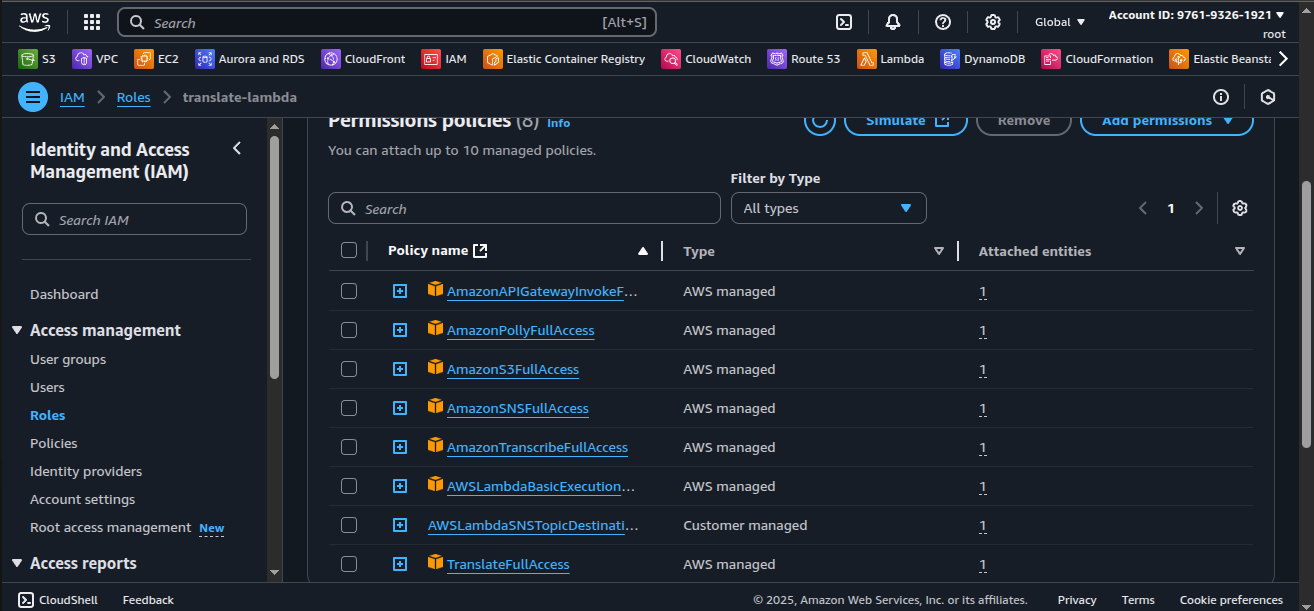 aws Search [Alt+S] Global Account ID: 9761-9326-1921
root
S3 VPC EC2 Aurora and RDS CloudFront IAM Elastic Container Registry CloudWatch Route 53 Lambda DynamoDB CloudFormation Elastic Beansta
IAM > Roles > translate-lambda
Identity and Access
Management (IAM)
Search IAM
Dashboard
Access management
User groups
Users
Roles
Policies
Identity providers
Account settings
Root access management New
Access reports
Permissions policies (8) Info
Simulate Remove Add permissions
You can attach up to 10 managed policies.
Filter by Type
Search All types 1
Policy name Type Attached entities
AmazonAPIGatewayInvokeF... AWS managed 1
AmazonPollyFullAccess AWS managed 1
AmazonS3FullAccess AWS managed 1
AmazonSNSFullAccess AWS managed 1
AmazonTranscribeFullAccess AWS managed 1
AWSLambdaBasicExecution... AWS managed 1
AWSLambdaSNSTopicDestinati... Customer managed 1
TranslateFullAccess AWS managed 1
CloudShell Feedback © 2025, Amazon Web Services, Inc. or its affiliates. Privacy Terms Cookie preferences